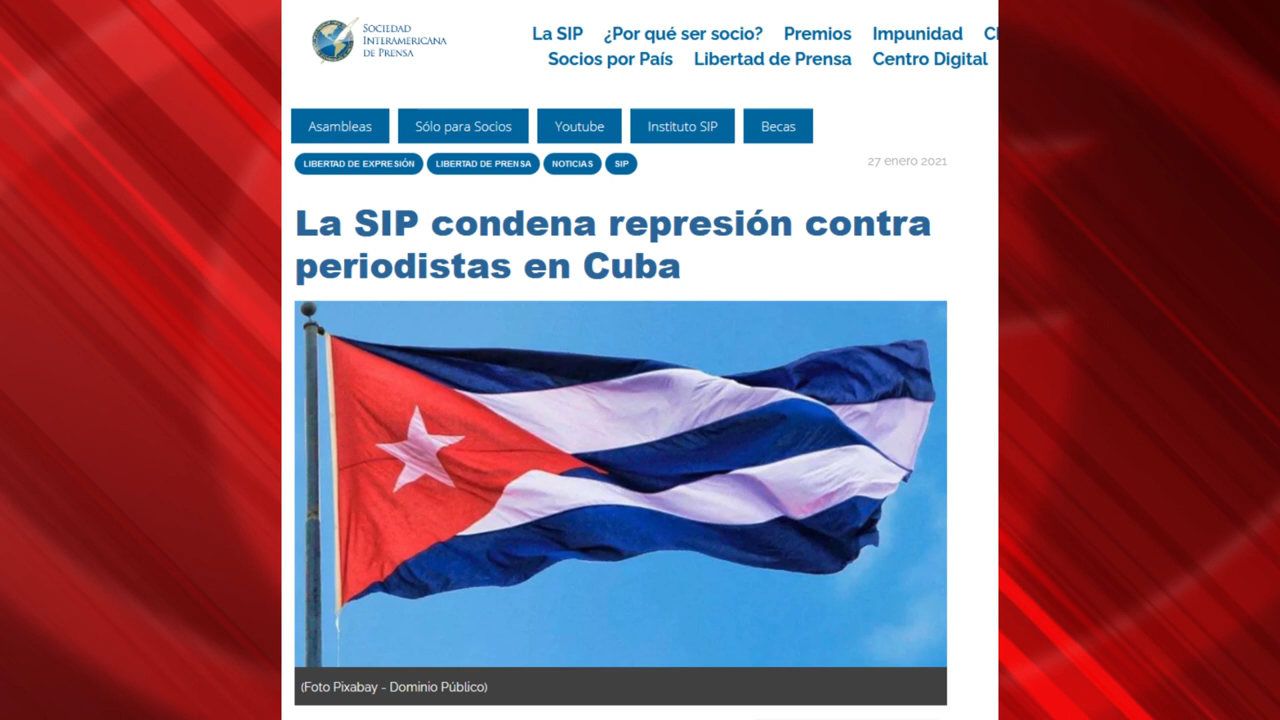 SOCIEDAD
INTERAMERICANA
DE PRENSA
La SIP ¿Por qué ser socio? Premios Impunidad
Socios por País Libertad de Prensa Centro Digital
Asambleas Sólo para Socios Youtube Instituto SIP Becas
LIBERTAD DE EXPRESIÓN LIBERTAD DE PRENSA NOTICIAS SIP
27 enero 2021
La SIP condena represión contra
periodistas en Cuba
(Foto Pixabay - Dominio Público)